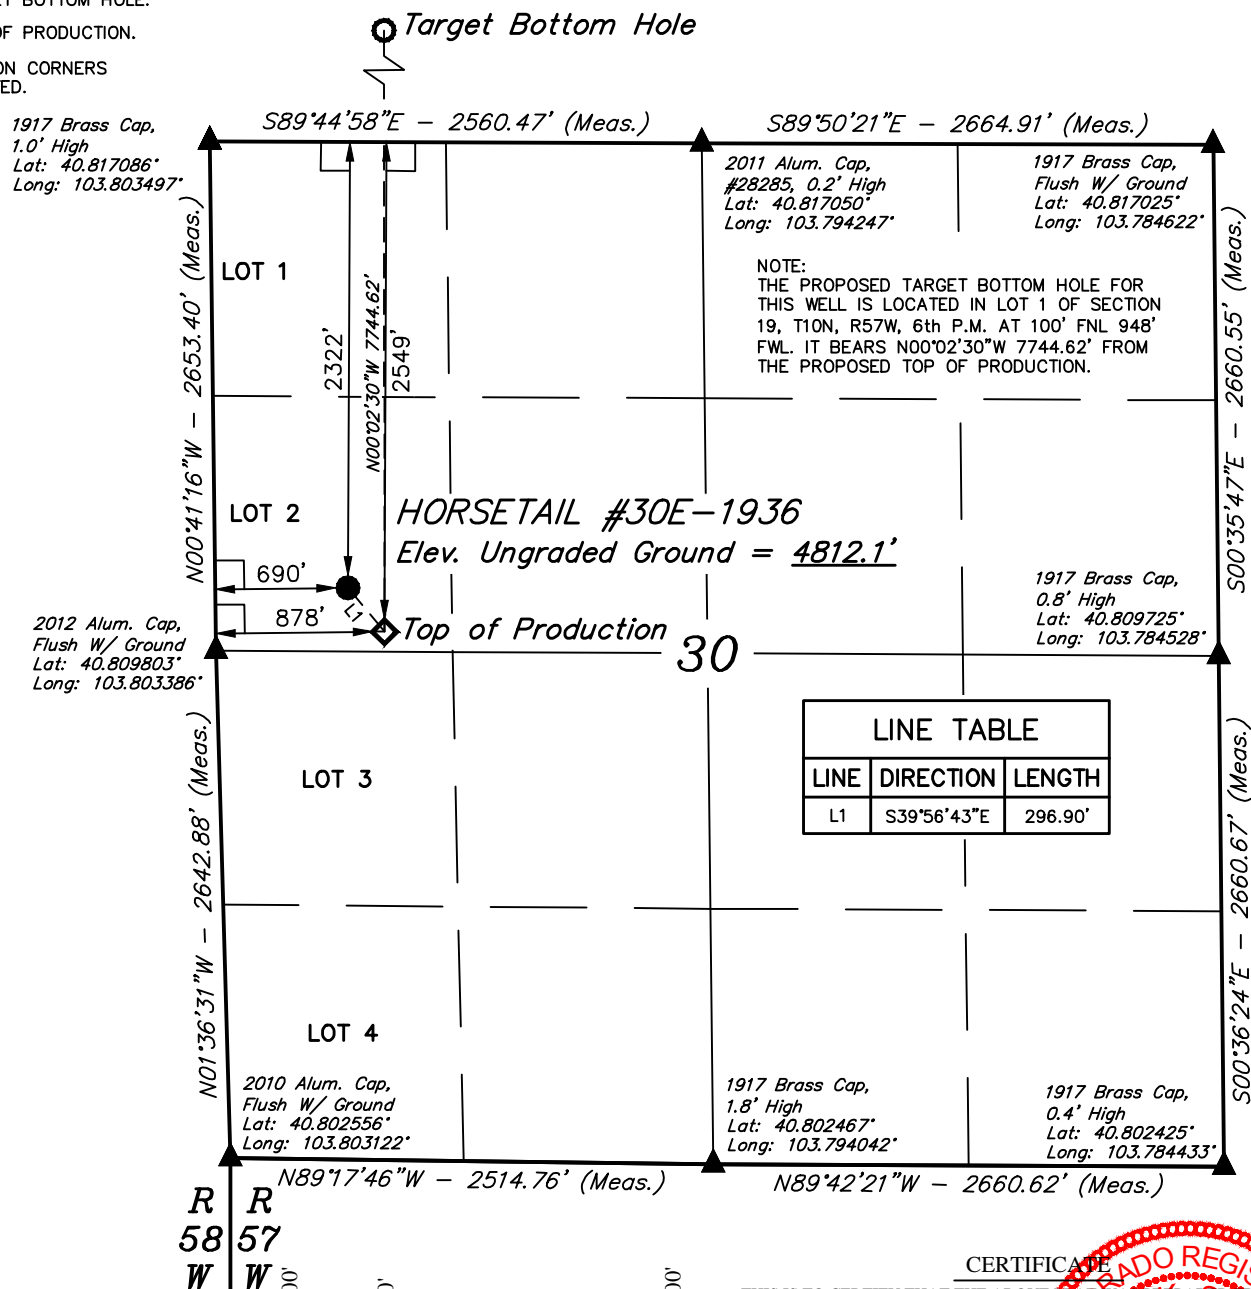 ET BOTTOM HOLE.
OF PRODUCTION.
ON CORNERS
TED.
Target Bottom Hole
S89°44'58"E - 2560.47' (Meas.)
S89°50'21"E - 2664.91' (Meas.)
1917 Brass Cap,
1.0' High
Lat: 40.817086°
Long: 103.803497°
2011 Alum. Cap,
#28285, 0.2' High
Lat: 40.817050°
Long: 103.794247°
1917 Brass Cap,
Flush W/ Ground
Lat: 40.817025°
Long: 103.784622°
N00°41'16"W - 2653.40' (Meas.)
LOT 1
2322'
N00°02'30"W 7744.62'
2549'
NOTE:
THE PROPOSED TARGET BOTTOM HOLE FOR
THIS WELL IS LOCATED IN LOT 1 OF SECTION
19, T10N, R57W, 6th P.M. AT 100' FNL 948'
FWL. IT BEARS N00°02'30"W 7744.62' FROM
THE PROPOSED TOP OF PRODUCTION.
S00°35'47"E - 2660.55' (Meas.)
LOT 2
HORSETAIL #30E-1936
Elev. Ungraded Ground = 4812.1'
690'
L1
878'
Top of Production
30
1917 Brass Cap,
0.8' High
Lat: 40.809725°
Long: 103.784528°
2012 Alum. Cap,
Flush W/ Ground
Lat: 40.809803°
Long: 103.803386°
N01°36'31"W - 2642.88' (Meas.)
LOT 3
LINE TABLE
LINE DIRECTION LENGTH
L1 S39°56'43"E 296.90'
S00°36'24"E - 2660.67' (Meas.)
LOT 4
2010 Alum. Cap,
Flush W/ Ground
Lat: 40.802556°
Long: 103.803122°
1917 Brass Cap,
1.8' High
Lat: 40.802467°
Long: 103.794042°
1917 Brass Cap,
0.4' High
Lat: 40.802425°
Long: 103.784433°
N89°17'46"W - 2514.76' (Meas.)
N89°42'21"W - 2660.62' (Meas.)
R R
58 57
W W
00'
0'
00'
CERTIFICATE
RADO REGIS